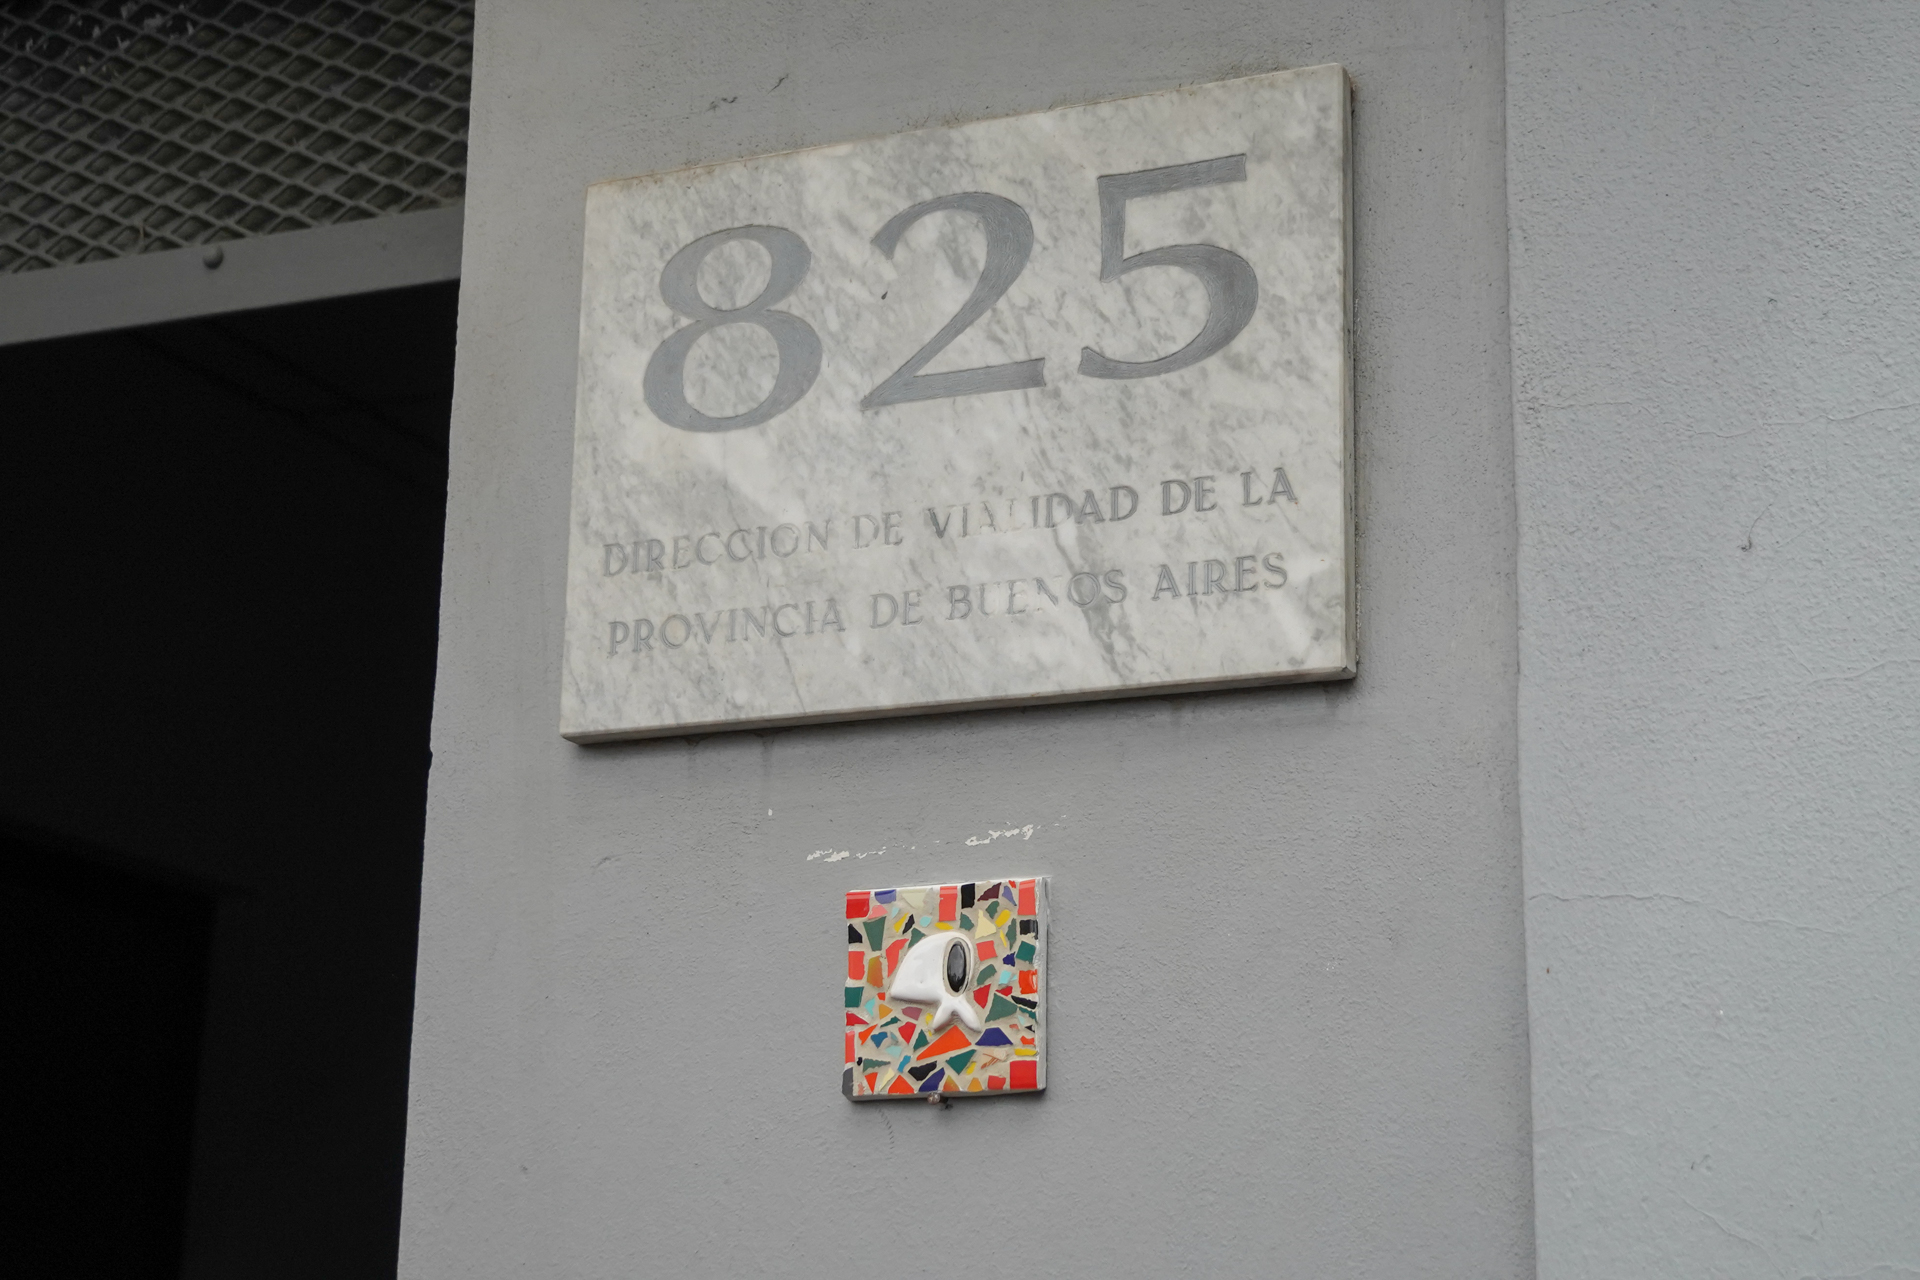 825
DIRECCION DE VIALIDAD DE LA
PROVINCIA DE BUENOS AIRES